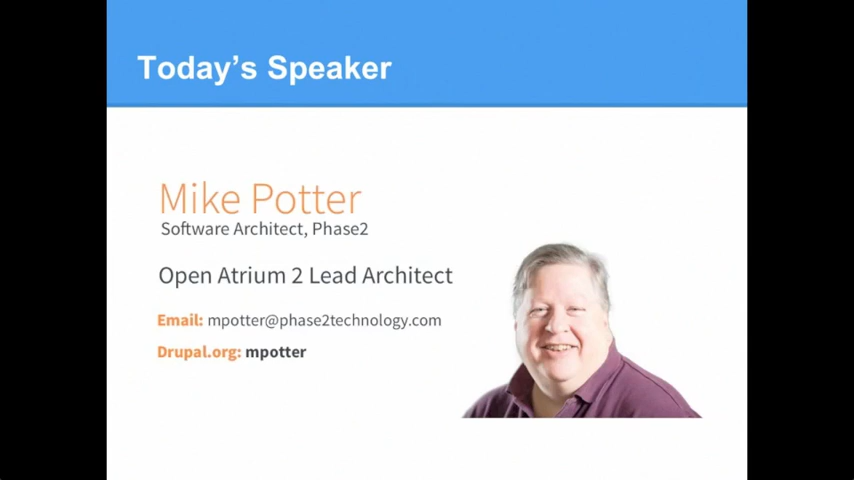 Today's Speaker
Mike Potter
Software Architect, Phase2
Open Atrium 2 Lead Architect
Email: mpotter@phase2technology.com
Drupal.org: mpotter